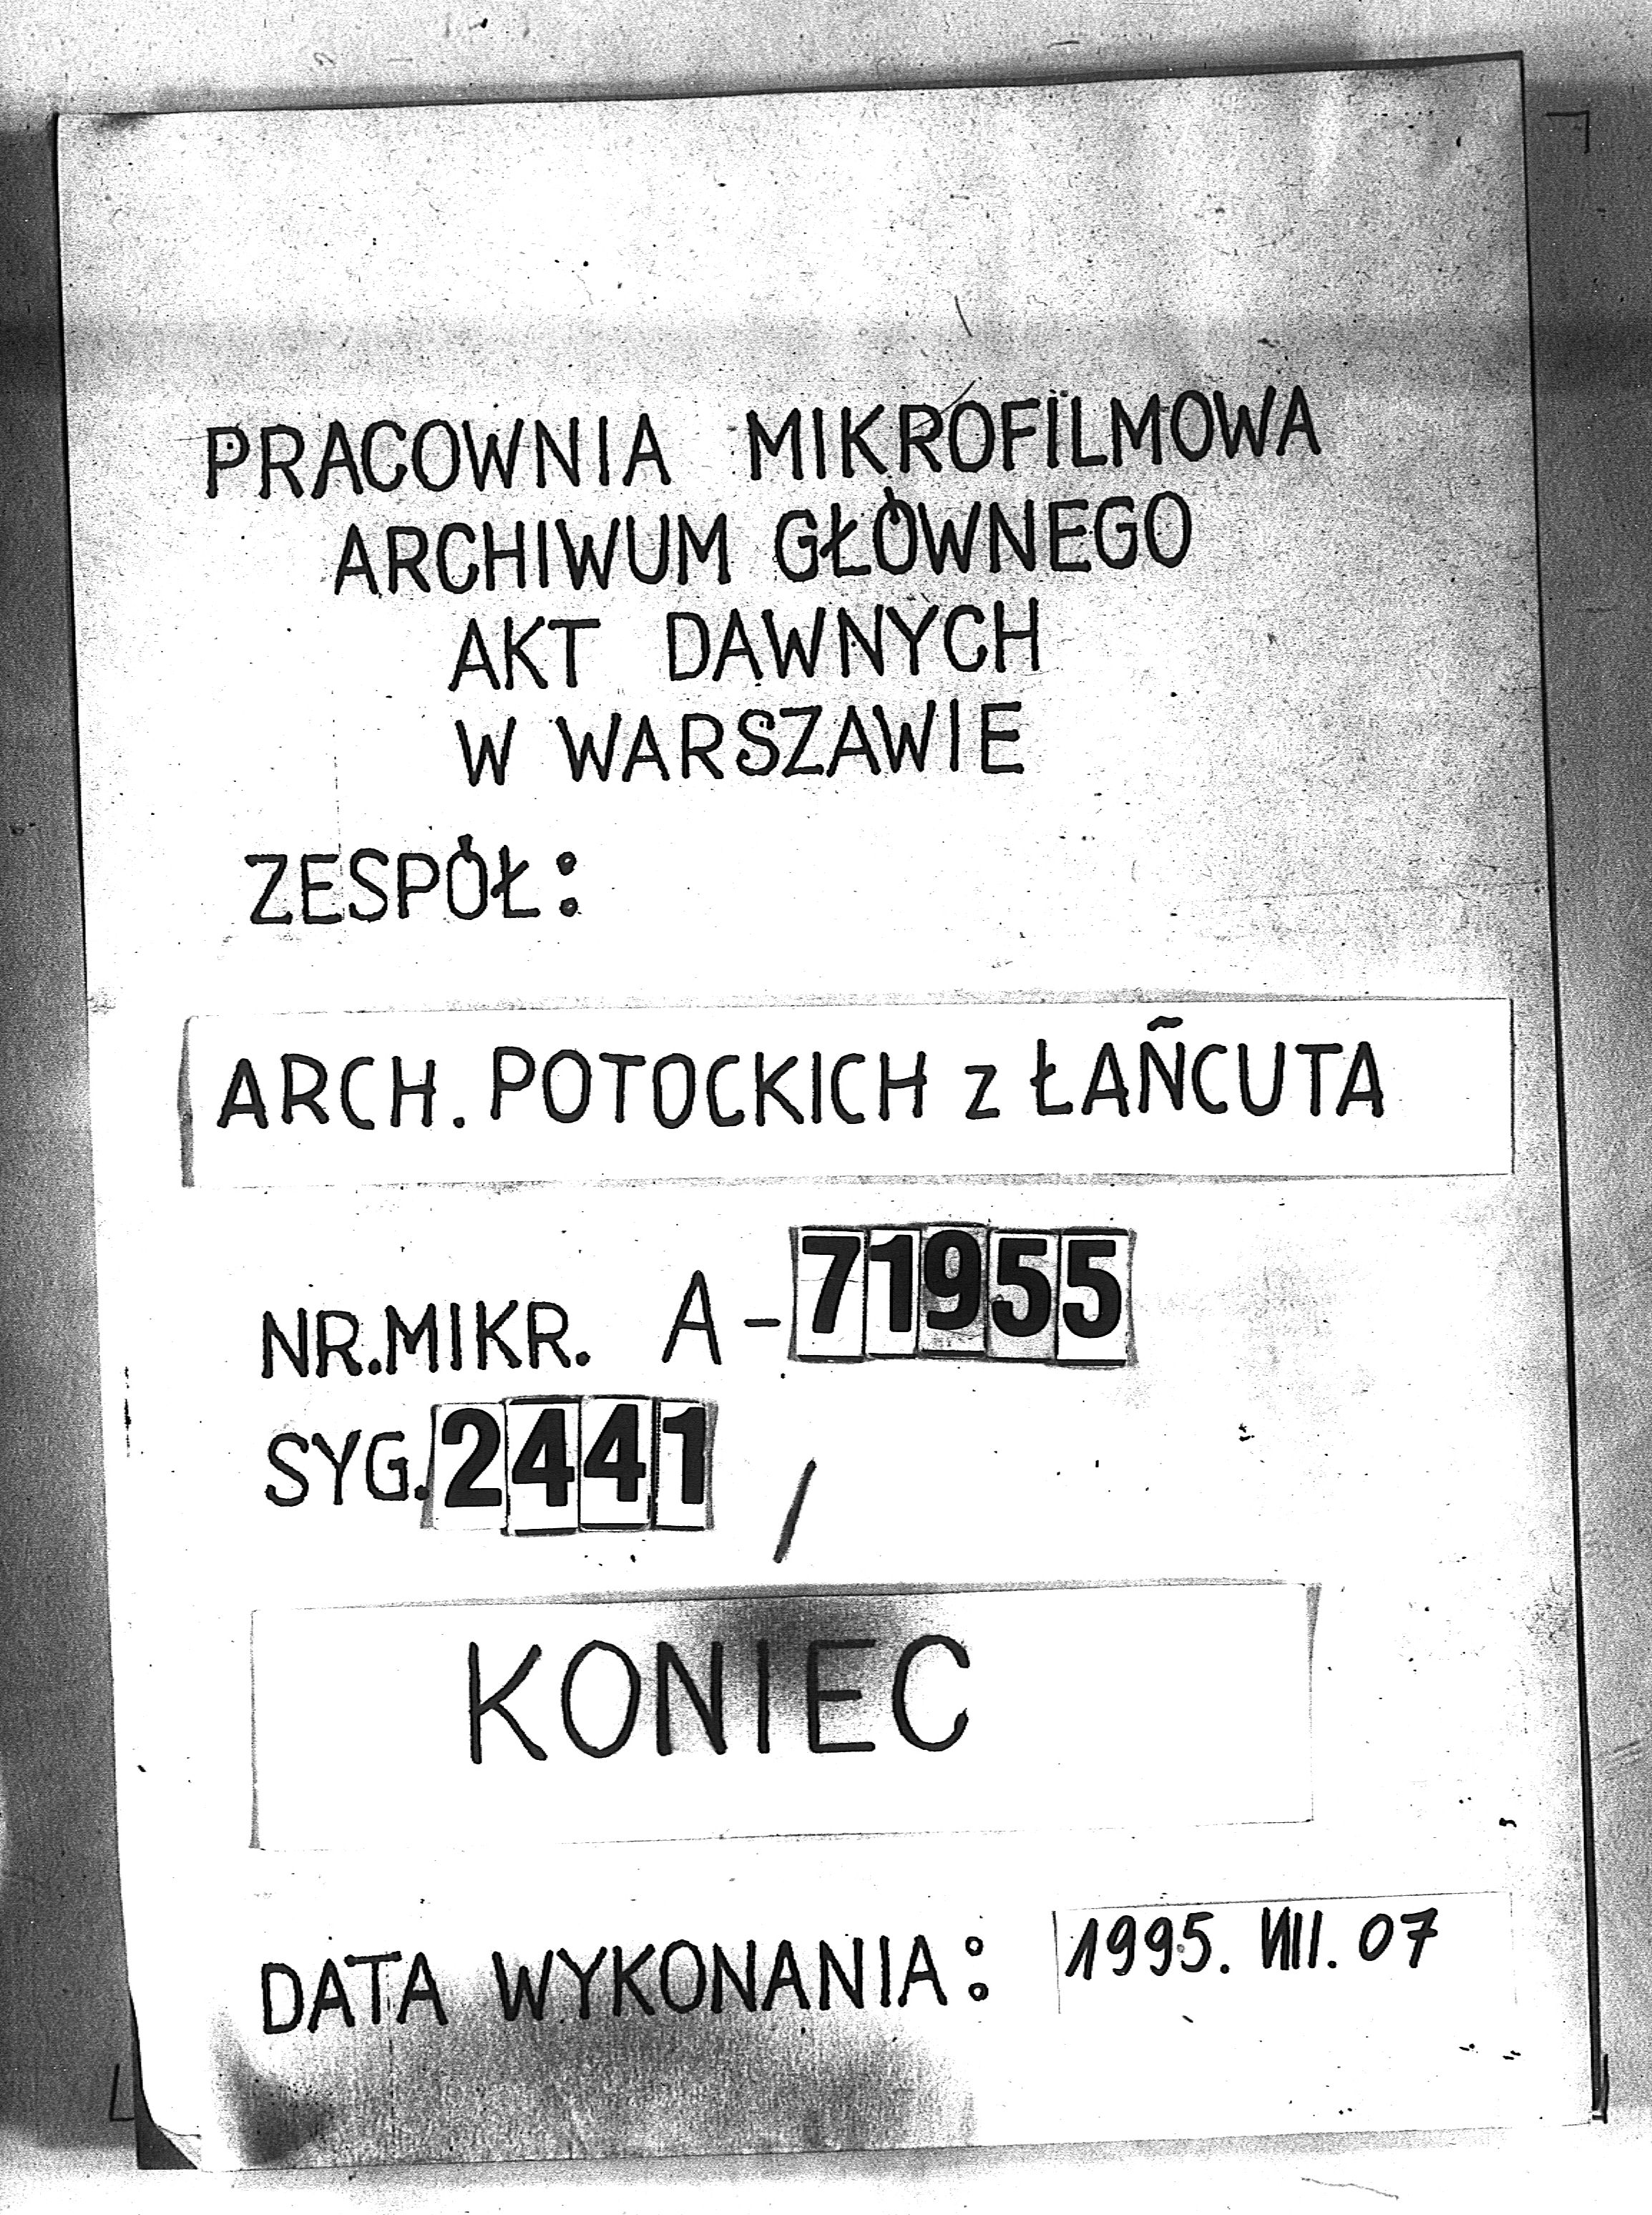 PRACOWNIA MIKROFILMOWA
ARCHIWUM GŁÓWNEGO
AKT DAWNYCH
W WARSZAWIE
ZESPÓŁ:
ARCH. POTOCKICH z ŁAŃCUTA
NR.MIKR. A-71955
SYG. 2441 /
KONIEC
DATA WYKONANIA: 1995. VIII. 07